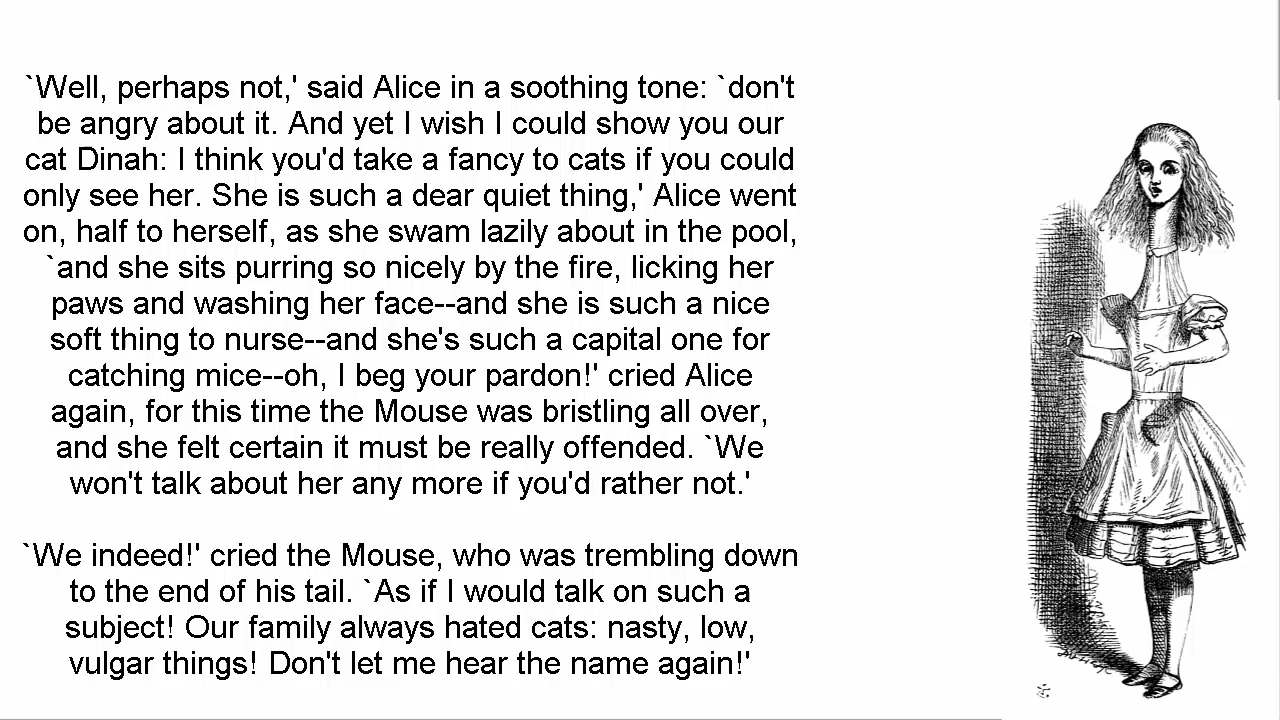 `Well, perhaps not,' said Alice in a soothing tone: `don't
be angry about it. And yet I wish I could show you our
cat Dinah: I think you'd take a fancy to cats if you could
only see her. She is such a dear quiet thing,' Alice went
on, half to herself, as she swam lazily about in the pool,
`and she sits purring so nicely by the fire, licking her
paws and washing her face--and she is such a nice
soft thing to nurse--and she's such a capital one for
catching mice--oh, I beg your pardon!' cried Alice
again, for this time the Mouse was bristling all over,
and she felt certain it must be really offended. `We
won't talk about her any more if you'd rather not.'

`We indeed!' cried the Mouse, who was trembling down
to the end of his tail. `As if I would talk on such a
subject! Our family always hated cats: nasty, low,
vulgar things! Don't let me hear the name again!'